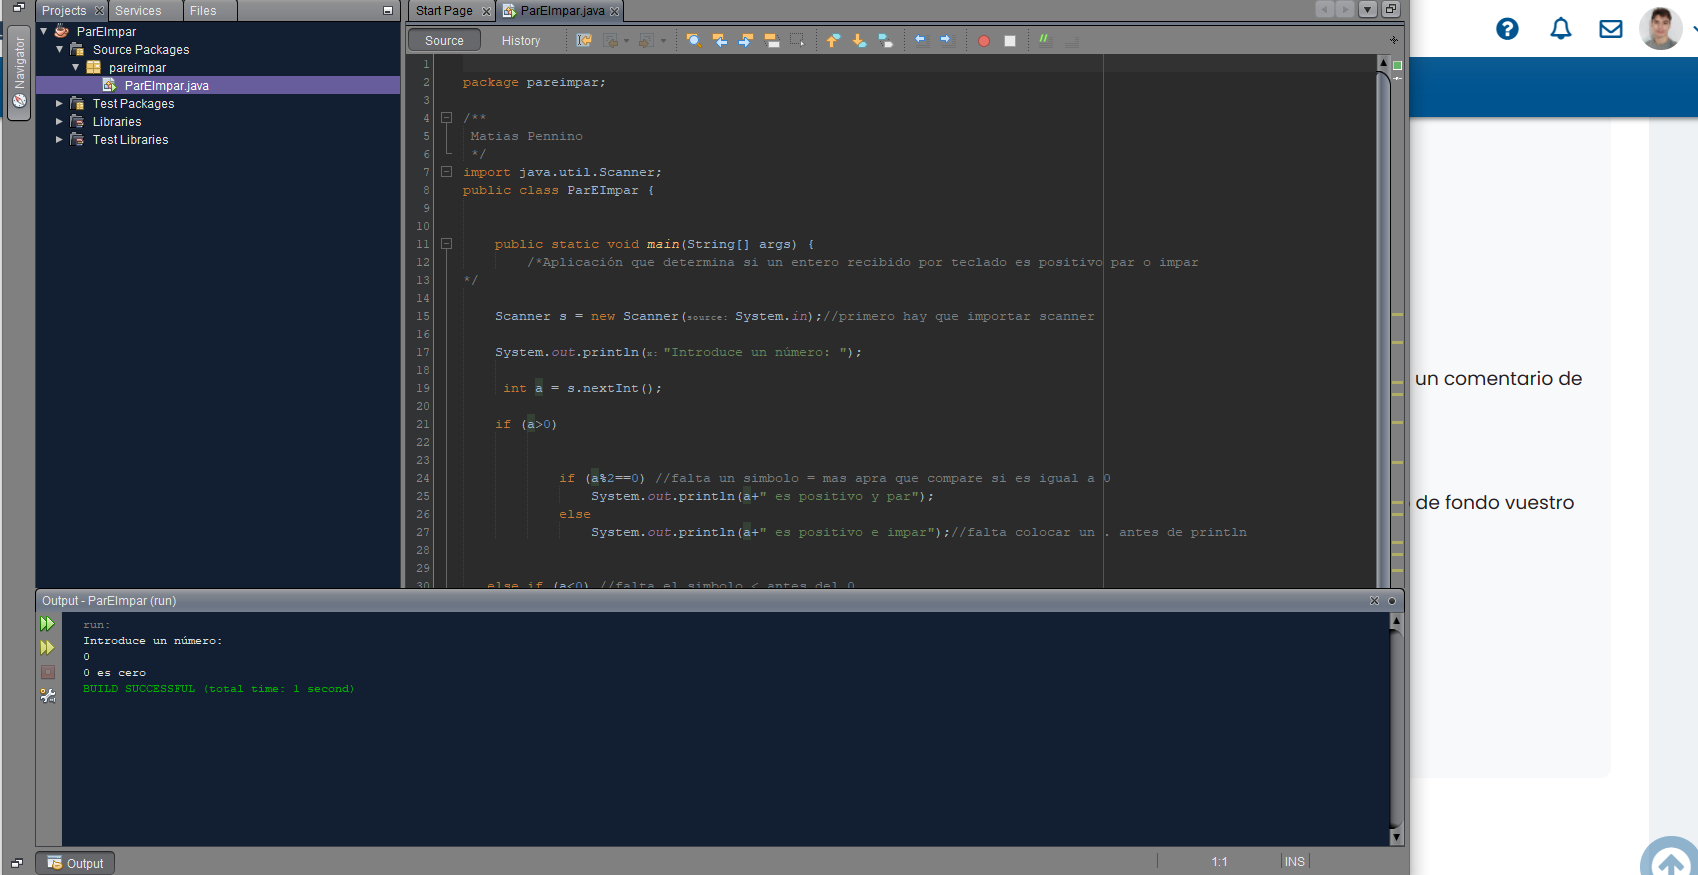 Projects
Services
Files
Navigator
ParEImpar
Source Packages
pareimpar
ParEImpar.java
Test Packages
Libraries
Test Libraries
Start Page
ParEImpar.java
Source
History
1
2 package pareimpar;
3
4 /**
5 Matias Pennino
6 */
7 import java.util.Scanner;
8 public class ParEImpar {
9
10
11 public static void main(String[] args) {
12 /*Aplicación que determina si un entero recibido por teclado es positivo par o impar
13 */
14
15 Scanner s = new Scanner(source: System.in);//primero hay que importar scanner
16
17 System.out.println(x: "Introduce un número: ");
18
19 int a = s.nextInt();
20
21 if (a>0)
22
23
24 if (a%2==0) //falta un simbolo = mas apra que compare si es igual a 0
25 System.out.println(a+" es positivo y par");
26 else
27 System.out.println(a+" es positivo e impar");//falta colocar un . antes de println
28
29
30 else if (a<0) //falta el simbolo < antes del 0
Output - ParEImpar (run)
run:
Introduce un número:
0
0 es cero
BUILD SUCCESSFUL (total time: 1 second)
Output
1:1
INS
un comentario de
de fondo vuestro